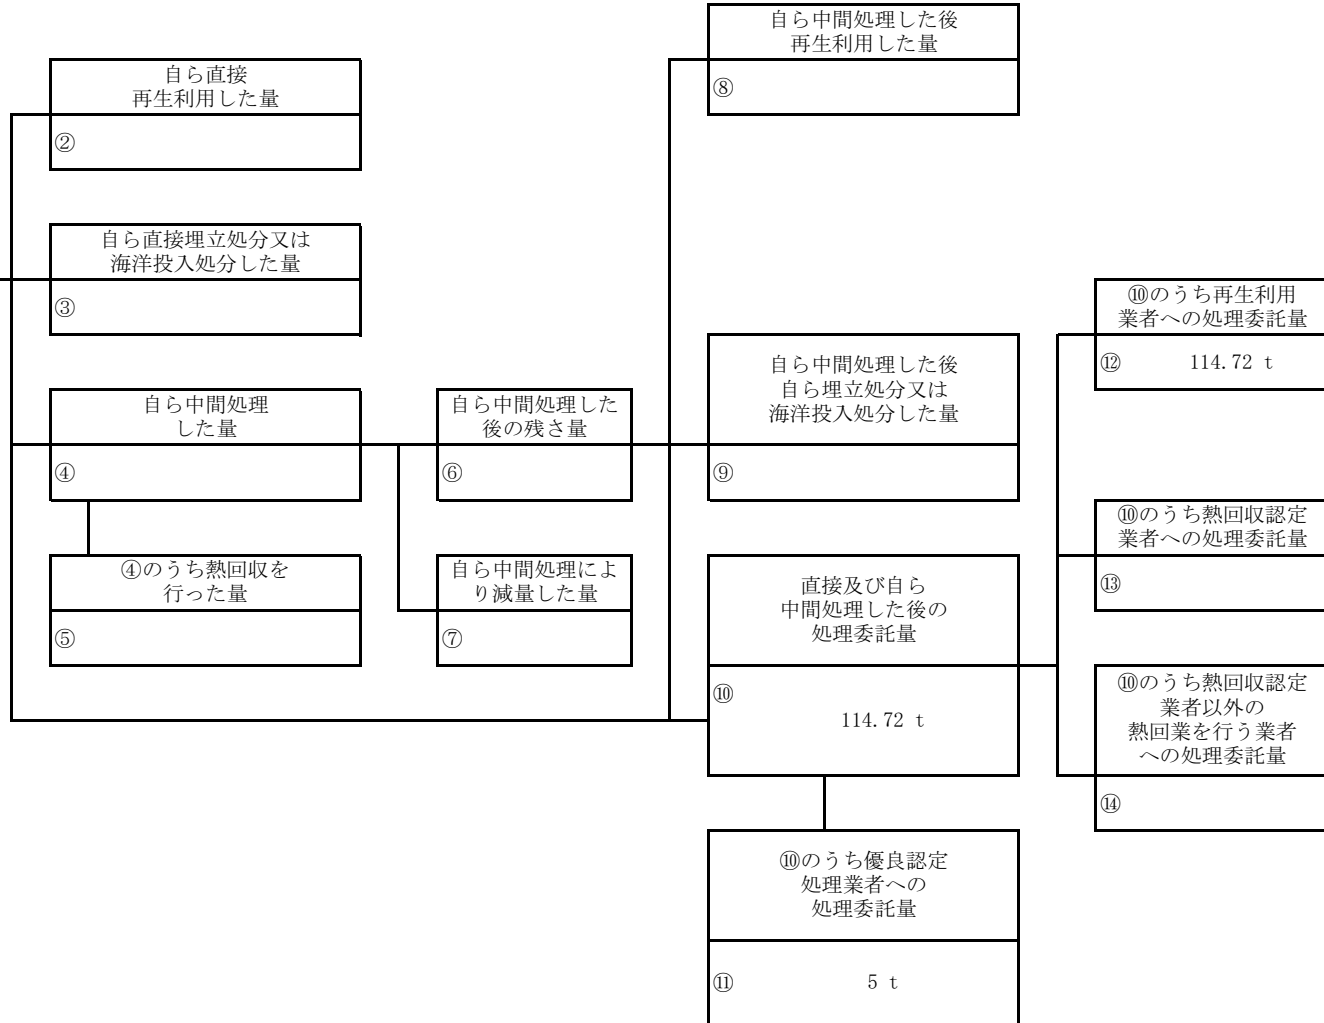 自ら中間処理した後
再生利用した量
⑧
自ら直接
再生利用した量
②
自ら直接埋立処分又は
海洋投入処分した量
③
⑩のうち再生利用
業者への処理委託量
⑫ 114.72 t
自ら中間処理した後
自ら埋立処分又は
海洋投入処分した量
⑨
自ら中間処理
した量
④
自ら中間処理した
後の残さ量
⑥
⑩のうち熱回収認定
業者への処理委託量
⑬
④のうち熱回収を
行った量
⑤
自ら中間処理によ
り減量した量
⑦
直接及び自ら
中間処理した後の
処理委託量
⑩
114.72 t
⑩のうち熱回収認定
業者以外の
熱回業を行う業者
への処理委託量
⑭
⑩のうち優良認定
処理業者への
処理委託量
⑪ 5 t